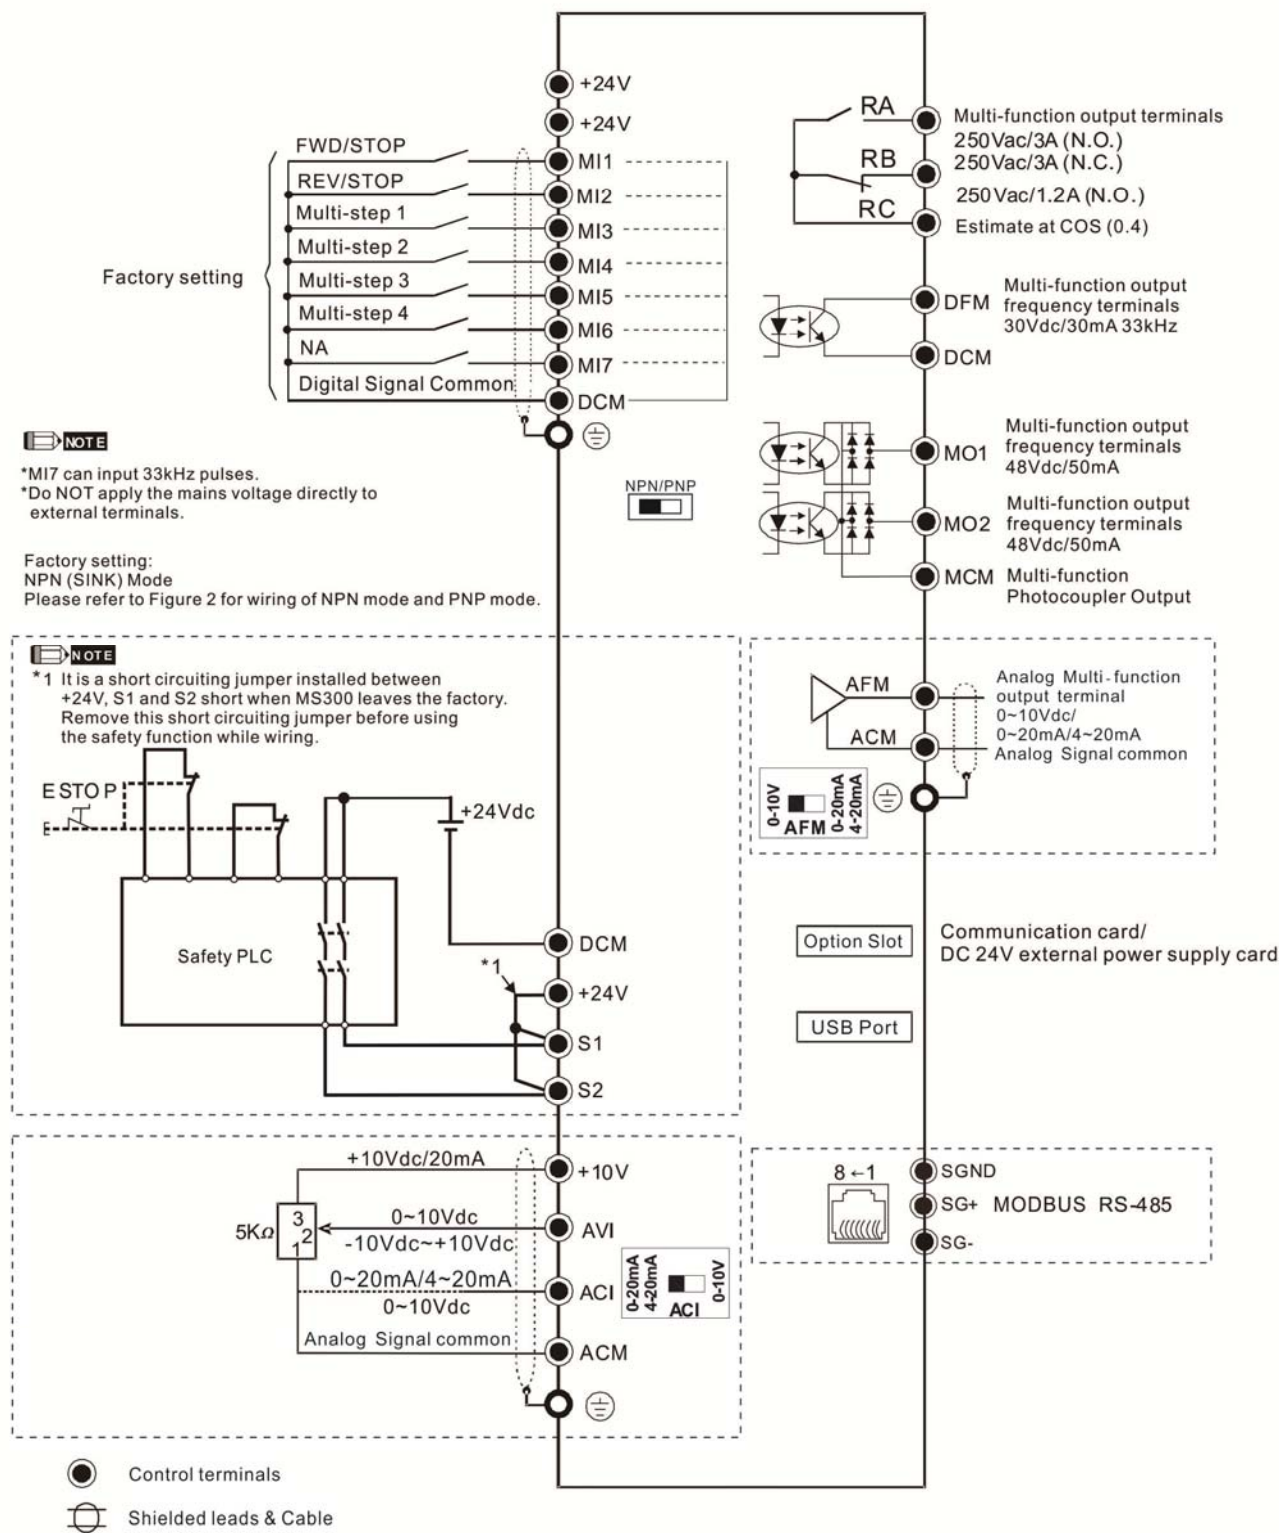 +24V
+24V
FWD/STOP
MI1
REV/STOP
MI2
Multi-step 1
MI3
Multi-step 2
MI4
Factory setting
Multi-step 3
MI5
Multi-step 4
MI6
NA
MI7
Digital Signal Common
DCM
NOTE
*MI7 can input 33kHz pulses.
*Do NOT apply the mains voltage directly to
external terminals.
Factory setting:
NPN (SINK) Mode
Please refer to Figure 2 for wiring of NPN mode and PNP mode.
NPN/PNP
RA
Multi-function output terminals
250Vac/3A (N.O.)
RB
250Vac/3A (N.C.)
250Vac/1.2A (N.O.)
RC
Estimate at COS (0.4)
DFM
Multi-function output
frequency terminals
30Vdc/30mA 33kHz
DCM
MO1
Multi-function output
frequency terminals
48Vdc/50mA
MO2
Multi-function output
frequency terminals
48Vdc/50mA
MCM
Multi-function
Photocoupler Output
NOTE
*1 It is a short circuiting jumper installed between
+24V, S1 and S2 short when MS300 leaves the factory.
Remove this short circuiting jumper before using
the safety function while wiring.
ESTOP
E
+24Vdc
Safety PLC
DCM
*1
+24V
S1
S2
AFM
ACM
Analog Multi-function
output terminal
0~10Vdc/
0~20mA/4~20mA
Analog Signal common
0-10V
AFM
0-20mA
4-20mA
Option Slot
Communication card/
DC 24V external power supply card
USB Port
+10Vdc/20mA
+10V
5KΩ
3
2
1
0~10Vdc
-10Vdc~+10Vdc
AVI
0~20mA/4~20mA
0~10Vdc
ACI
Analog Signal common
ACM
0-20mA
4-20mA
ACI
0-10V
8←1
SGND
SG+ MODBUS RS-485
SG-
Control terminals
Shielded leads & Cable